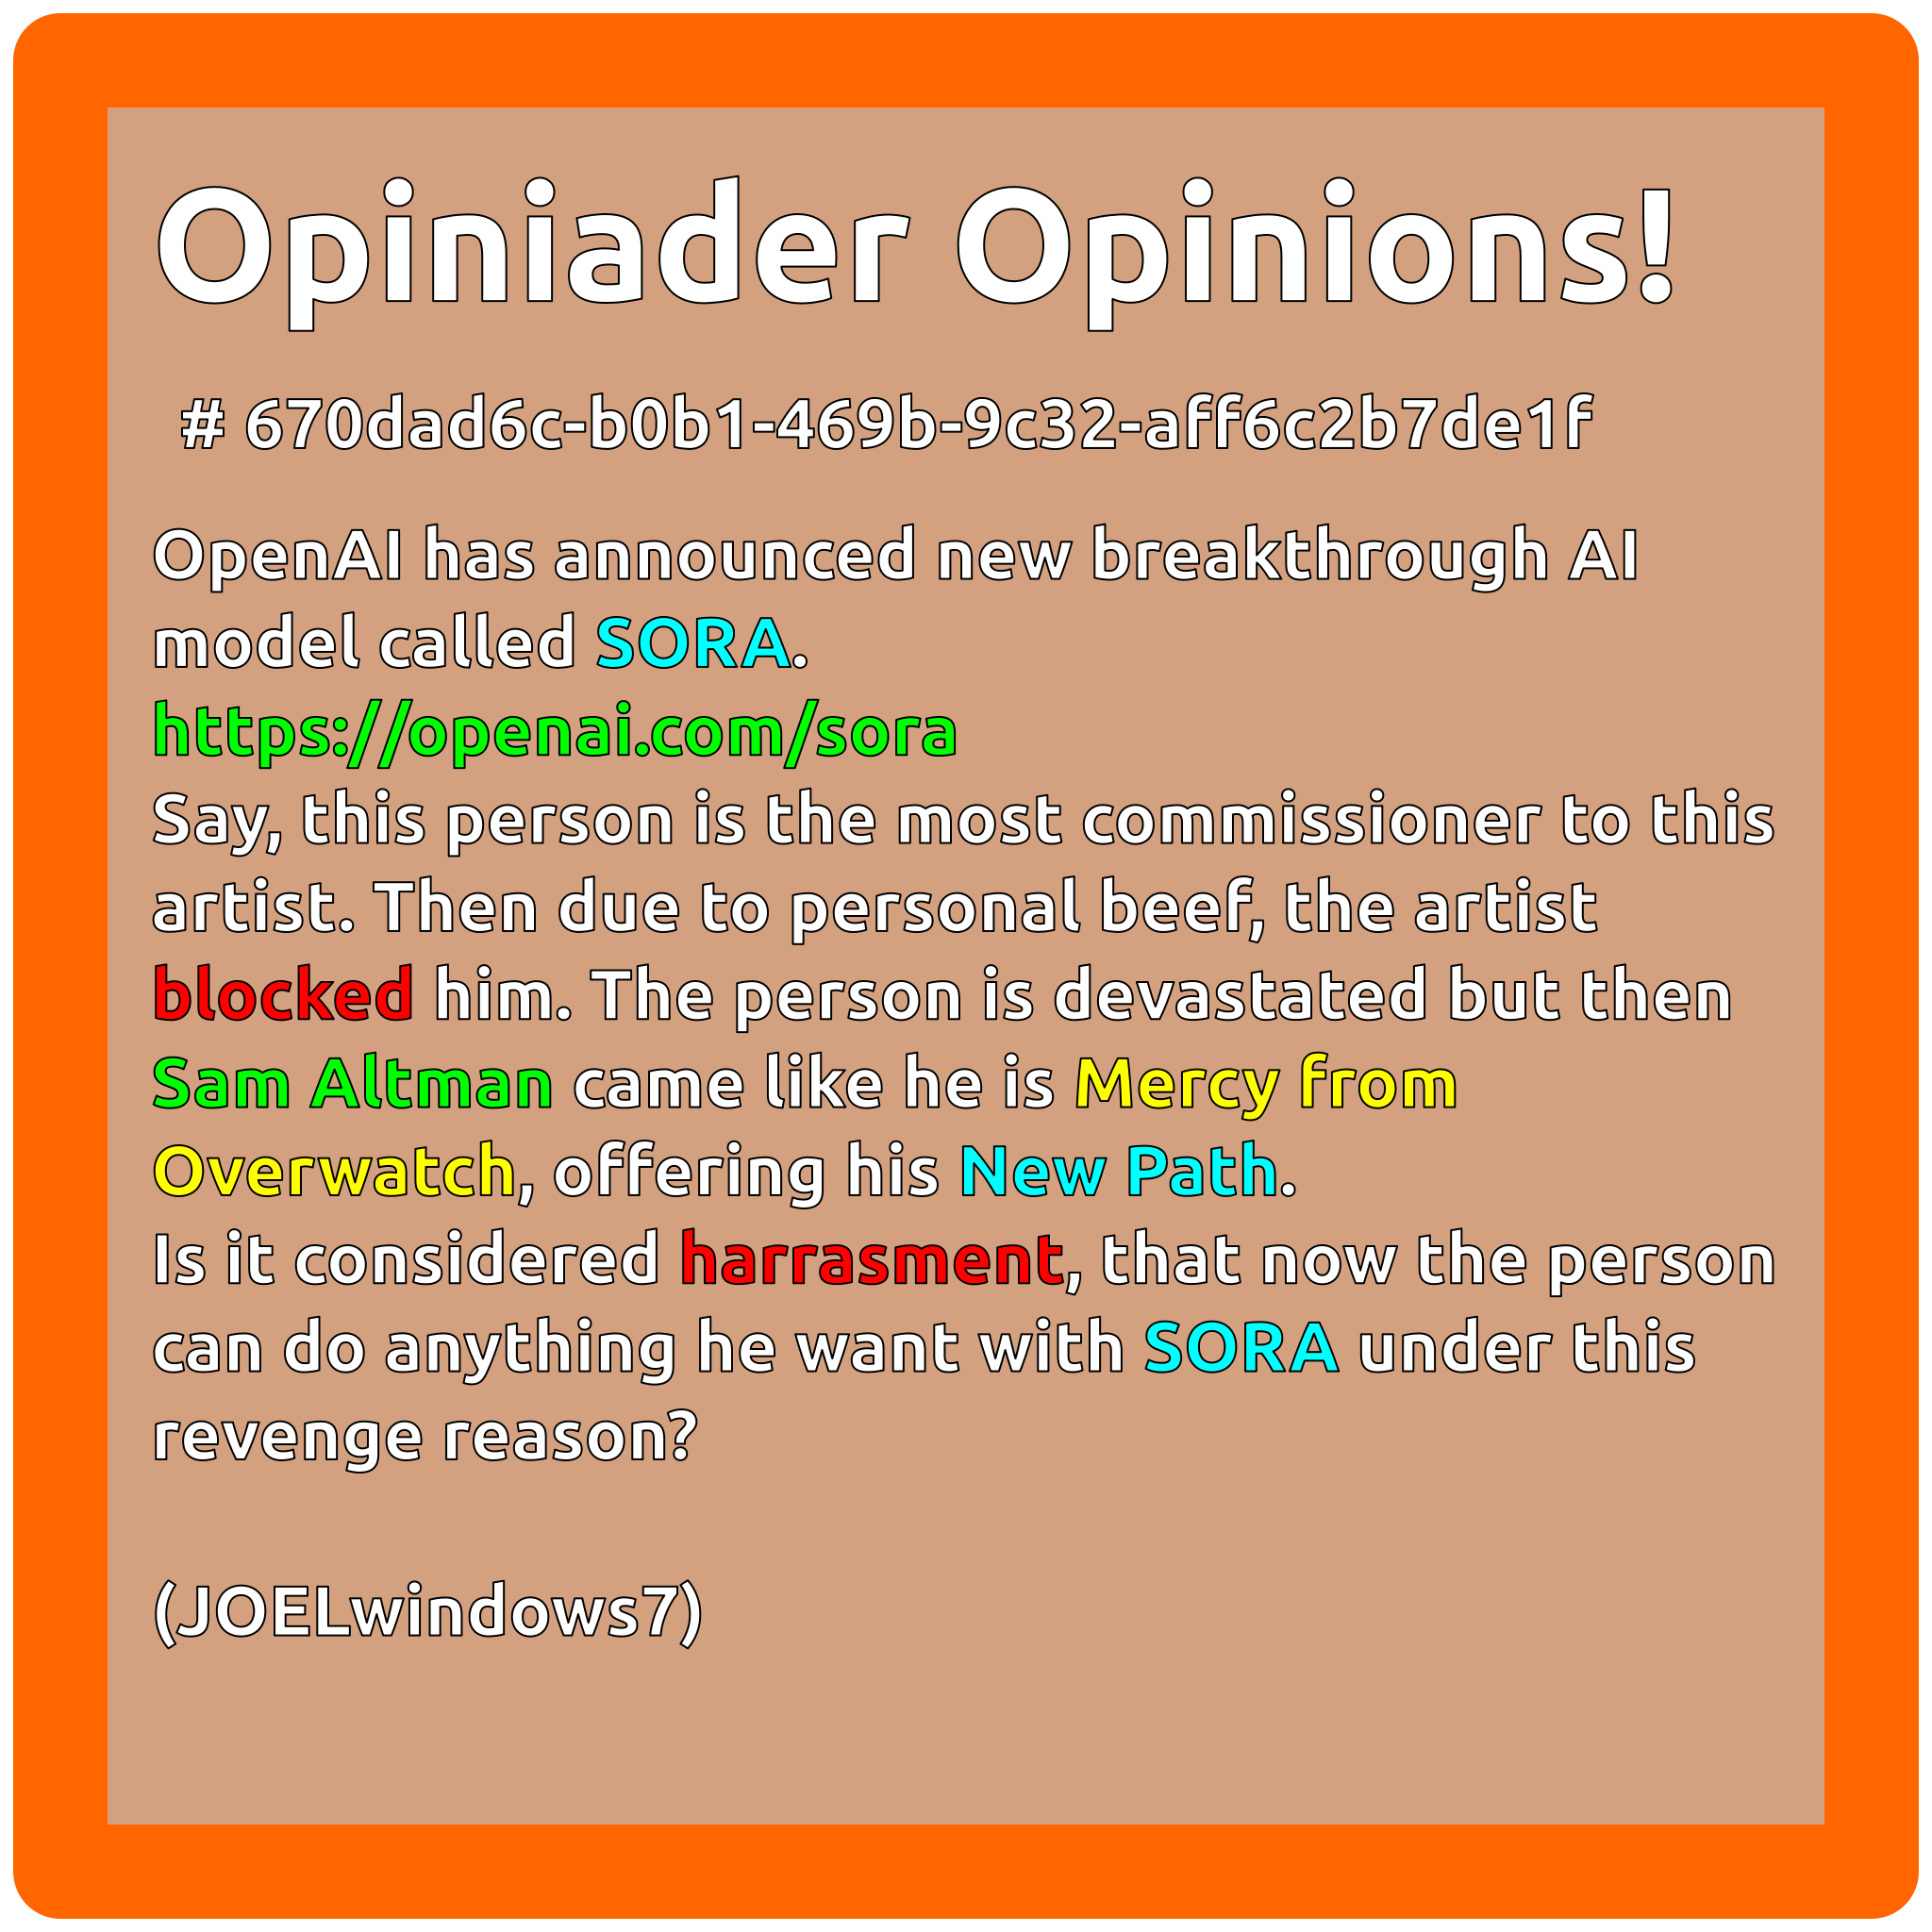 Opiniader Opinions!
# 670dad6c-b0b1-469b-9c32-aff6c2b7de1f
OpenAI has announced new breakthrough AI
model called SORA.
https://openai.com/sora
Say, this person is the most commissioner to this
artist. Then due to personal beef, the artist
blocked him. The person is devastated but then
Sam Altman came like he is Mercy from
Overwatch, offering his New Path.
Is it considered harrasment, that now the person
can do anything he want with SORA under this
revenge reason?
(JOELwindows7)